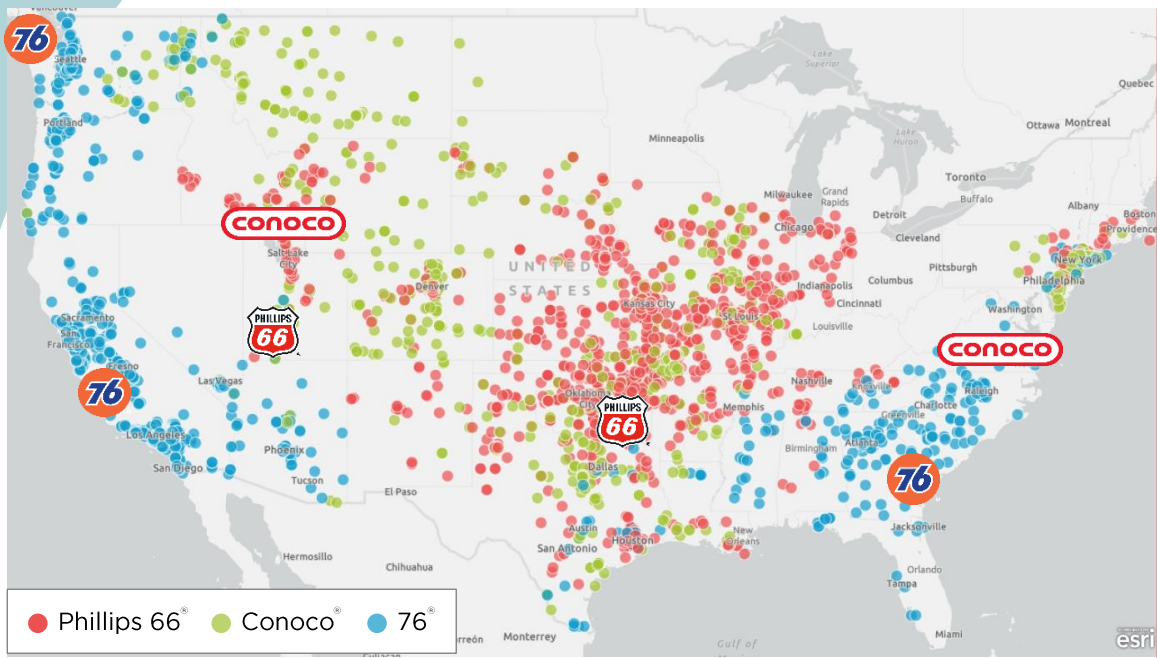 Vancouver
76
Seattle
Portland
Quebec
Ottawa
Montreal
Lake
Superior
Minneapolis
Lake
Huron
Toronto
Milwaukee
Grand
Rapids
Buffalo
Albany
Boston
Providence
Detroit
Chicago
Cleveland
New York
CONOCO
Salt Lake
City
UNITED
STATES
Pittsburgh
Philadelphia
Denver
Indianapolis
Columbus
Cincinnati
Washington
Kansas City
St Louis
Louisville
Sacramento
San
Francisco
PHILLIPS
66
CONOCO
Fresno
76
Las Vegas
Nashville
Knoxville
Raleigh
Oklahoma
City
PHILLIPS
66
Memphis
Charlotte
Greenville
Los Angeles
Phoenix
Birmingham
Atlanta
San Diego
Dallas
76
Tucson
El Paso
Jacksonville
Austin
New
Orleans
Houston
San Antonio
Hermosillo
Chihuahua
Orlando
Tampa
Phillips 66®
Conoco®
76®
Monterrey
Miami
Gulf of
esri